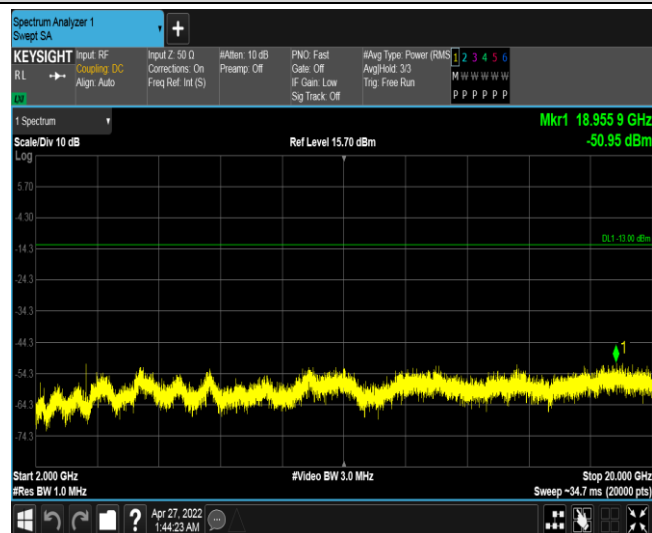 Spectrum Analyzer 1
Swept SA
KEYSIGHT
RL
Input: RF
Coupling: DC
Align: Auto
Input Z: 50 Ω
Corrections: On
Freq Ref: Int (S)
#Atten: 10 dB
Preamp: Off
PNO: Fast
Gate: Off
IF Gain: Low
Sig Track: Off
#Avg Type: Power (RMS
Avg|Hold: 3/3
Trig: Free Run
1 2 3 4 5 6
M W W W W W
P P P P P P
1 Spectrum
Mkr1 18.955 9 GHz
-50.95 dBm
Scale/Div 10 dB
Ref Level 15.70 dBm
Log
5.70
-4.30
DL1 -13.00 dBm
-14.3
-24.3
-34.3
-44.3
1
-54.3
-64.3
-74.3
Start 2.000 GHz
#Video BW 3.0 MHz
Stop 20.000 GHz
#Res BW 1.0 MHz
Sweep ~34.7 ms (20000 pts)
Apr 27, 2022
1:44:23 AM